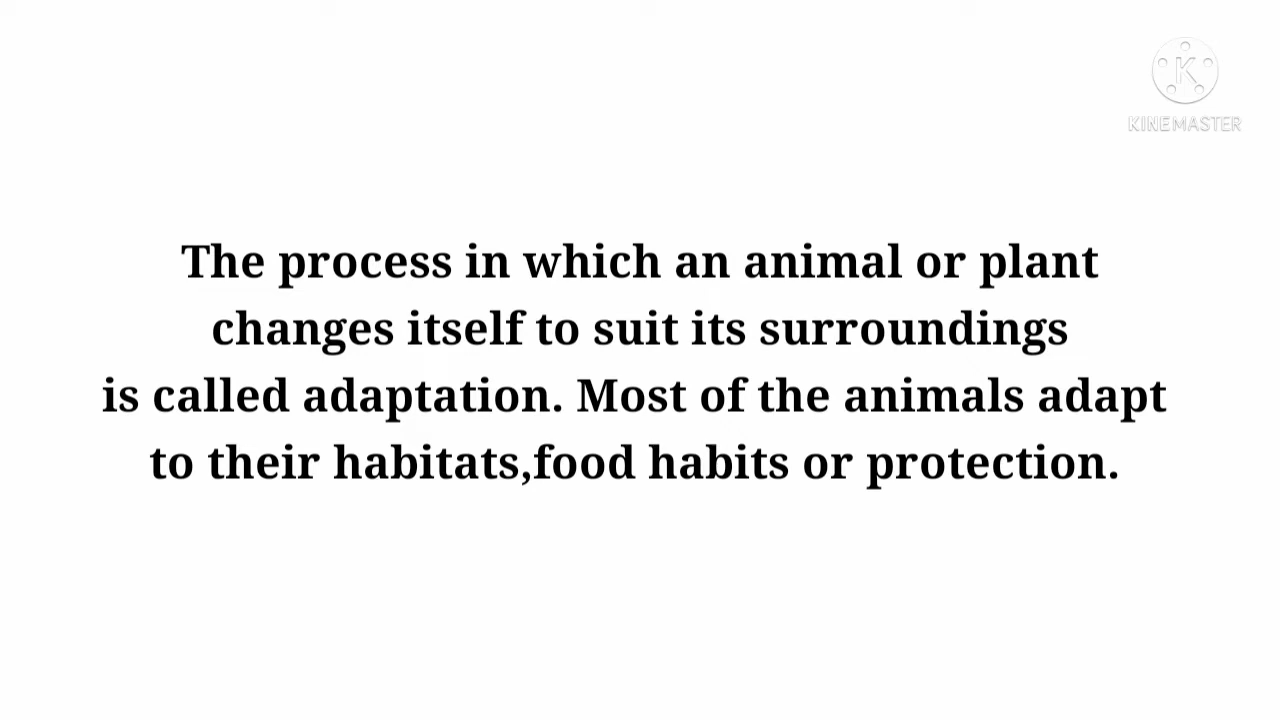 KINEMASTER
The process in which an animal or plant
changes itself to suit its surroundings
is called adaptation. Most of the animals adapt
to their habitats,food habits or protection.